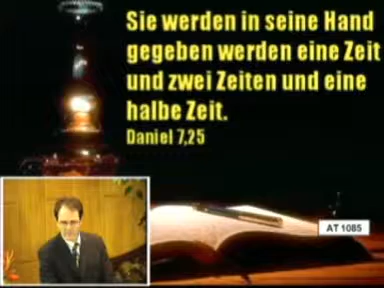 Sie werden in seine Hand
gegeben werden eine Zeit
und zwei Zeiten und eine
halbe Zeit.
Daniel 7,25
AT 1085